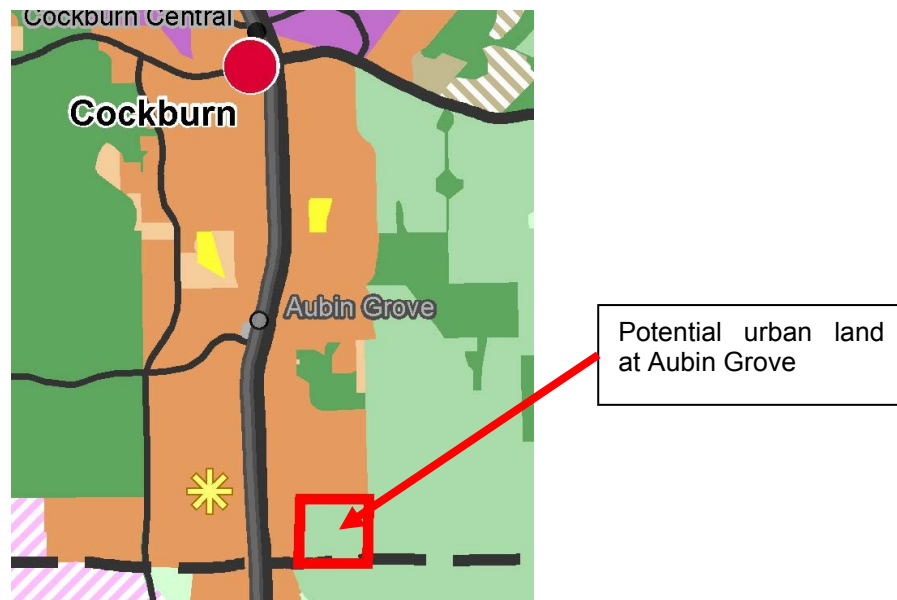 Cockburn Central
Cockburn
Aubin Grove
Potential urban land
at Aubin Grove